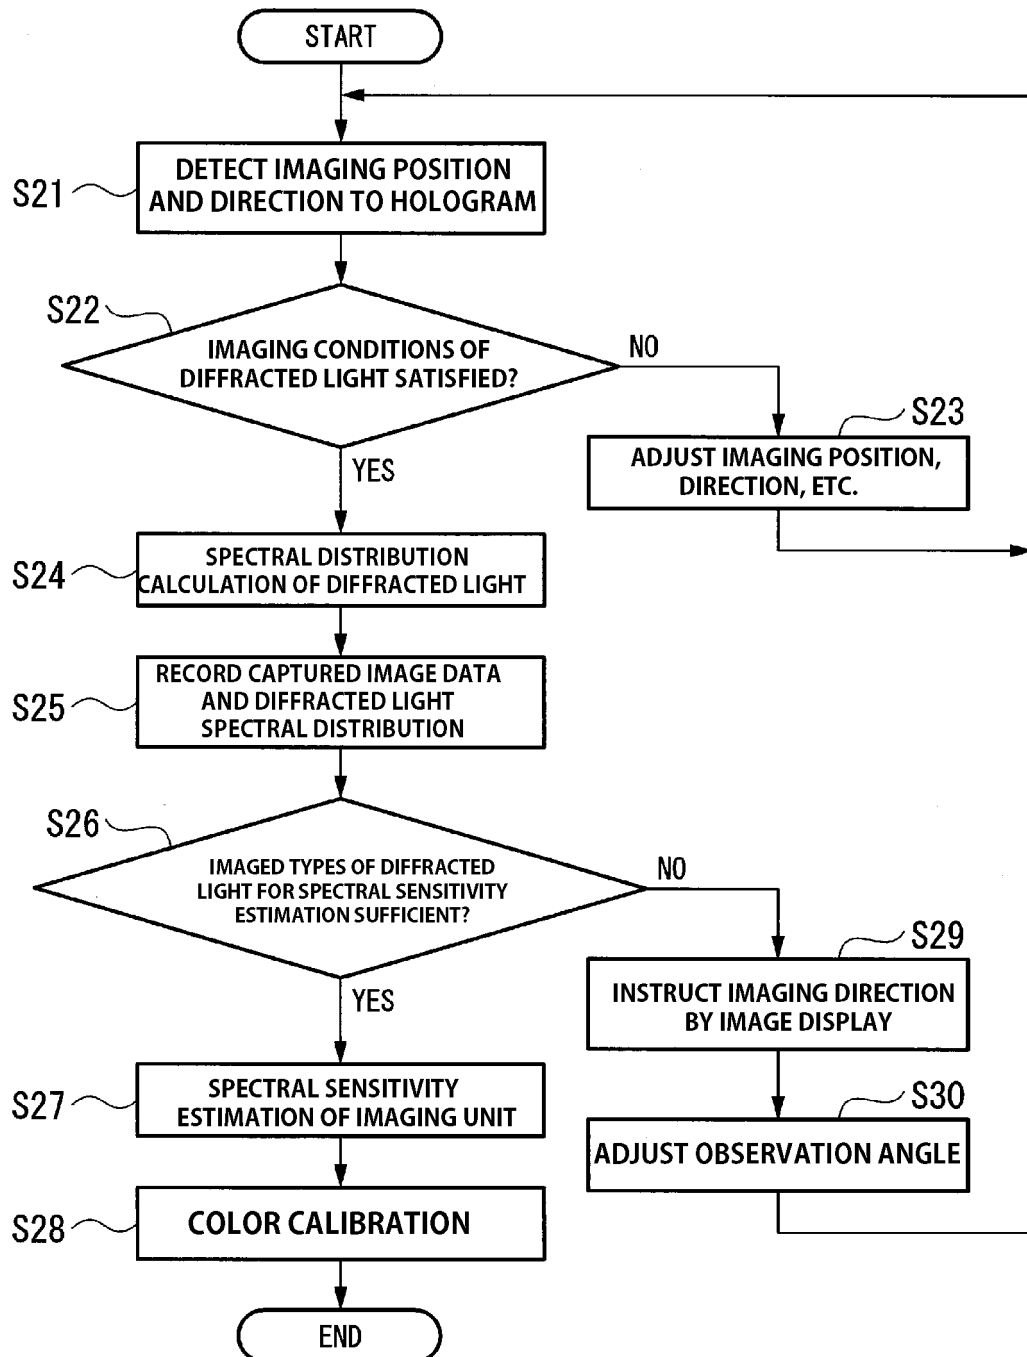 START
S21
DETECT IMAGING POSITION
AND DIRECTION TO HOLOGRAM
S22
IMAGING CONDITIONS OF
DIFFRACTED LIGHT SATISFIED?
NO
YES
S23
ADJUST IMAGING POSITION,
DIRECTION, ETC.
S24
SPECTRAL DISTRIBUTION
CALCULATION OF DIFFRACTED LIGHT
S25
RECORD CAPTURED IMAGE DATA
AND DIFFRACTED LIGHT
SPECTRAL DISTRIBUTION
S26
IMAGED TYPES OF DIFFRACTED
LIGHT FOR SPECTRAL SENSITIVITY
ESTIMATION SUFFICIENT?
NO
YES
S29
INSTRUCT IMAGING DIRECTION
BY IMAGE DISPLAY
S27
SPECTRAL SENSITIVITY
ESTIMATION OF IMAGING UNIT
S30
ADJUST OBSERVATION ANGLE
S28
COLOR CALIBRATION
END